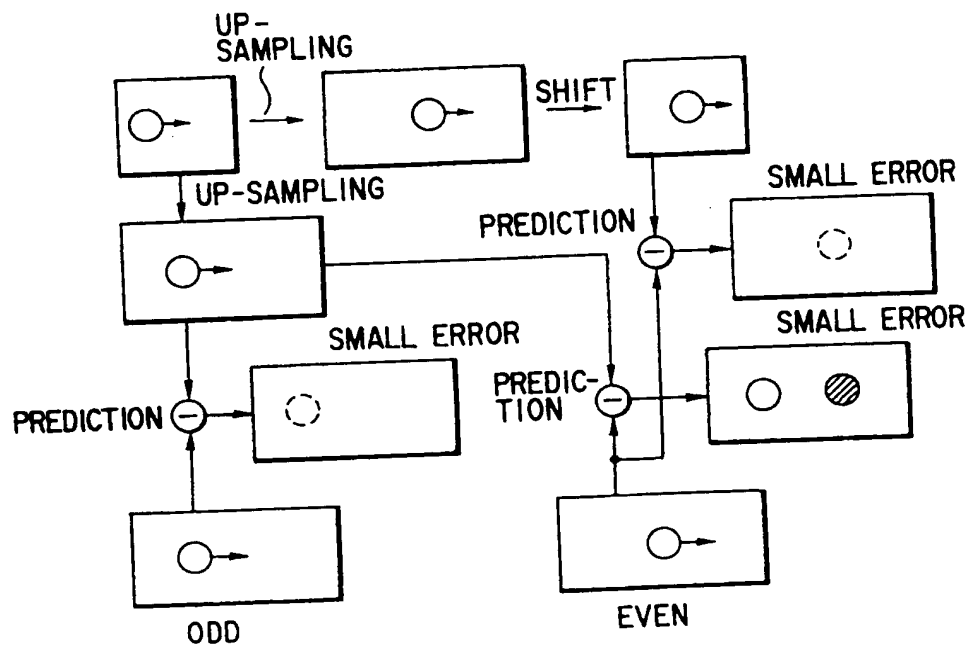 UP-
SAMPLING
SHIFT
UP-SAMPLING
SMALL ERROR
PREDICTION
SMALL ERROR
SMALL ERROR
PREDIC-
TION
PREDICTION
EVEN
ODD